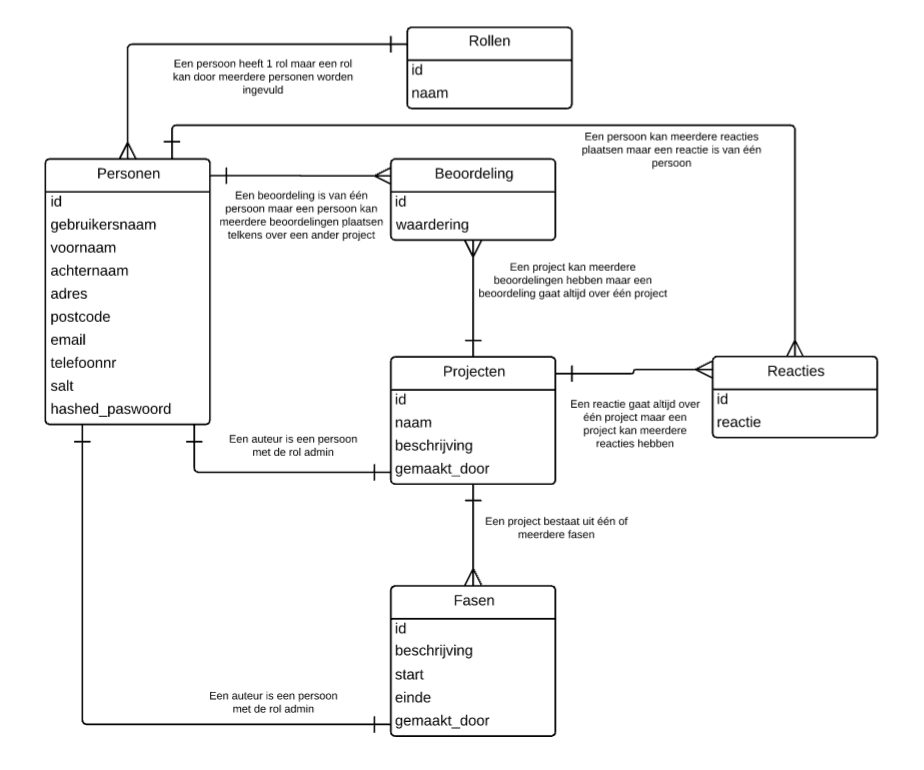 Rollen
id
naam
Een persoon heeft 1 rol maar een rol
kan door meerdere personen worden
ingevuld
Een persoon kan meerdere reacties
plaatsen maar een reactie is van één
persoon
Personen
id
gebruikersnaam
voornaam
achternaam
adres
postcode
email
telefoonnr
salt
hashed_paswoord
Een beoordeling is van één
persoon maar een persoon kan
meerdere beoordelingen plaatsen
telkens over een ander project
Beoordeling
id
waardering
Een project kan meerdere
beoordelingen hebben maar een
beoordeling gaat altijd over één project
Projecten
id
naam
beschrijving
gemaakt_door
Reacties
id
reactie
Een reactie gaat altijd over
één project maar een
project kan meerdere
reacties hebben
Een auteur is een persoon
met de rol admin
Een project bestaat uit één of
meerdere fasen
Fasen
id
beschrijving
start
einde
gemaakt_door
Een auteur is een persoon
met de rol admin